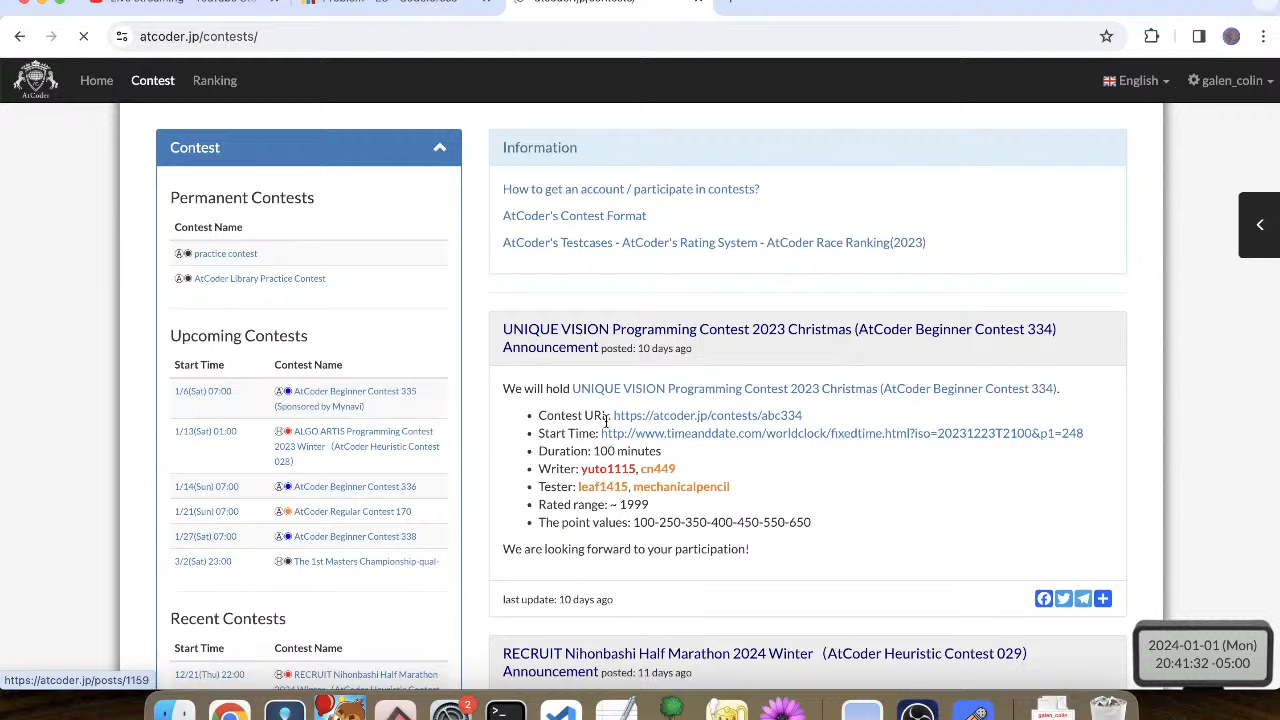 atcoder.jp/contests/
AtCoder
Home
Contest
Ranking
English
galen_colin
Contest
Permanent Contests
Contest Name
practice contest
AtCoder Library Practice Contest
Upcoming Contests
Start Time Contest Name
1/6(Sat) 07:00 AtCoder Beginner Contest 335
(Sponsored by Mynavi)
1/13(Sat) 01:00 ALGO ARTIS Programming Contest
2023 Winter（AtCoder Heuristic Contest
028）
1/14(Sun) 07:00 AtCoder Beginner Contest 336
1/21(Sun) 07:00 AtCoder Regular Contest 170
1/27(Sat) 07:00 AtCoder Beginner Contest 338
3/2(Sat) 23:00 The 1st Masters Championship-qual-
Recent Contests
Start Time Contest Name
12/21(Thu) 22:00 RECRUIT Nihonbashi Half Marathon
Information
How to get an account / participate in contests?
AtCoder's Contest Format
AtCoder's Testcases - AtCoder's Rating System - AtCoder Race Ranking(2023)
UNIQUE VISION Programming Contest 2023 Christmas (AtCoder Beginner Contest 334)
Announcement posted: 10 days ago
We will hold UNIQUE VISION Programming Contest 2023 Christmas (AtCoder Beginner Contest 334).
Contest URL: https://atcoder.jp/contests/abc334
Start Time: http://www.timeanddate.com/worldclock/fixedtime.html?iso=20231223T2100&p1=248
Duration: 100 minutes
Writer: yuto1115, cn449
Tester: leaf1415, mechanicalpencil
Rated range: ~ 1999
The point values: 100-250-350-400-450-550-650
We are looking forward to your participation!
last update: 10 days ago
RECRUIT Nihonbashi Half Marathon 2024 Winter（AtCoder Heuristic Contest 029）
Announcement posted: 11 days ago
https://atcoder.jp/posts/1159
2024-01-01 (Mon)
20:41:32 -05:00
2
galen_colin